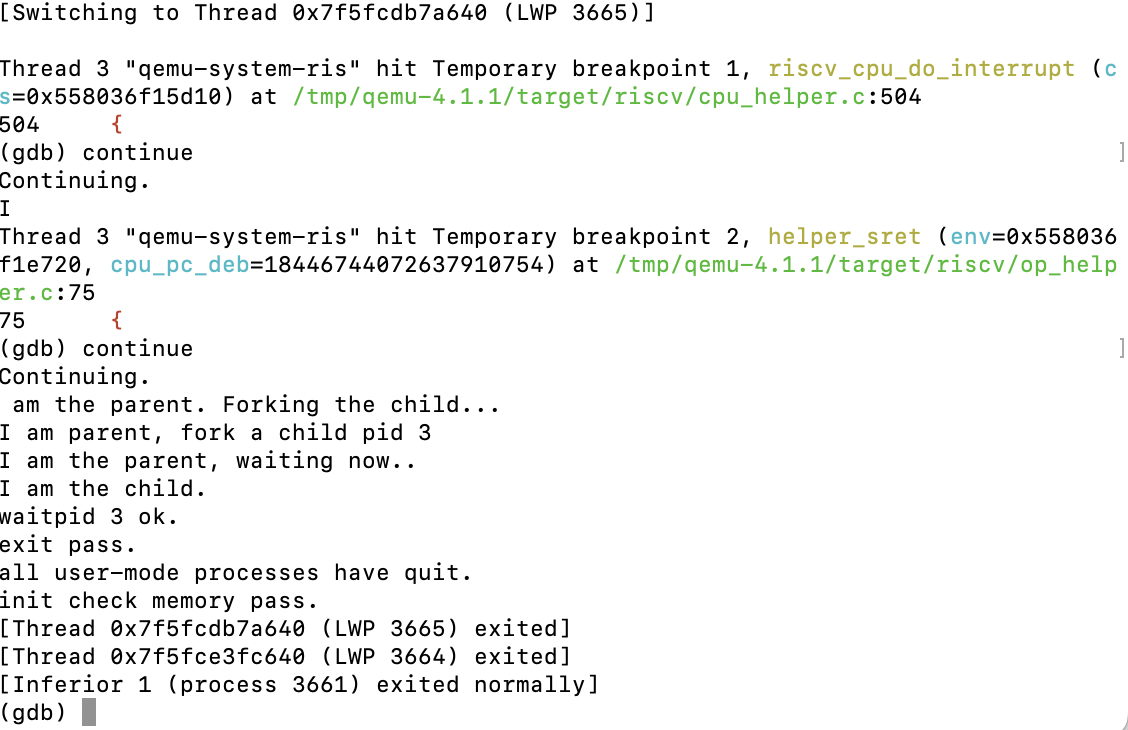 [Switching to Thread 0x7f5fcdb7a640 (LWP 3665)]
Thread 3 "qemu-system-ris" hit Temporary breakpoint 1, riscv_cpu_do_interrupt (c
s=0x558036f15d10) at /tmp/qemu-4.1.1/target/riscv/cpu_helper.c:504
504     {
(gdb) continue ]
Continuing.
I
Thread 3 "qemu-system-ris" hit Temporary breakpoint 2, helper_sret (env=0x558036
f1e720, cpu_pc_deb=18446744072637910754) at /tmp/qemu-4.1.1/target/riscv/op_help
er.c:75
75      {
(gdb) continue ]
Continuing.
 am the parent. Forking the child...
I am parent, fork a child pid 3
I am the parent, waiting now..
I am the child.
waitpid 3 ok.
exit pass.
all user-mode processes have quit.
init check memory pass.
[Thread 0x7f5fcdb7a640 (LWP 3665) exited]
[Thread 0x7f5fce3fc640 (LWP 3664) exited]
[Inferior 1 (process 3661) exited normally]
(gdb)